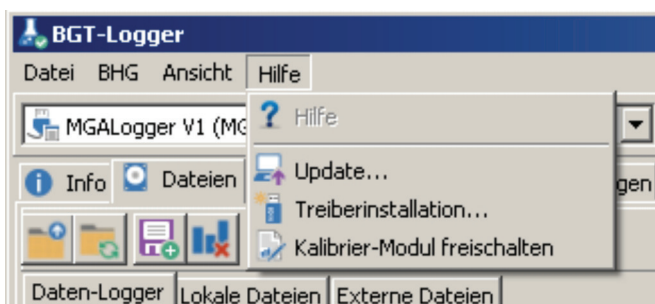 BGT-Logger
Datei BHG Ansicht Hilfe
MGALogger V1 (MG
Hilfe
Info Dateien
gen
Update...
Treiberinstallation...
Kalibrier-Modul freischalten
Daten-Logger Lokale Dateien Externe Dateien